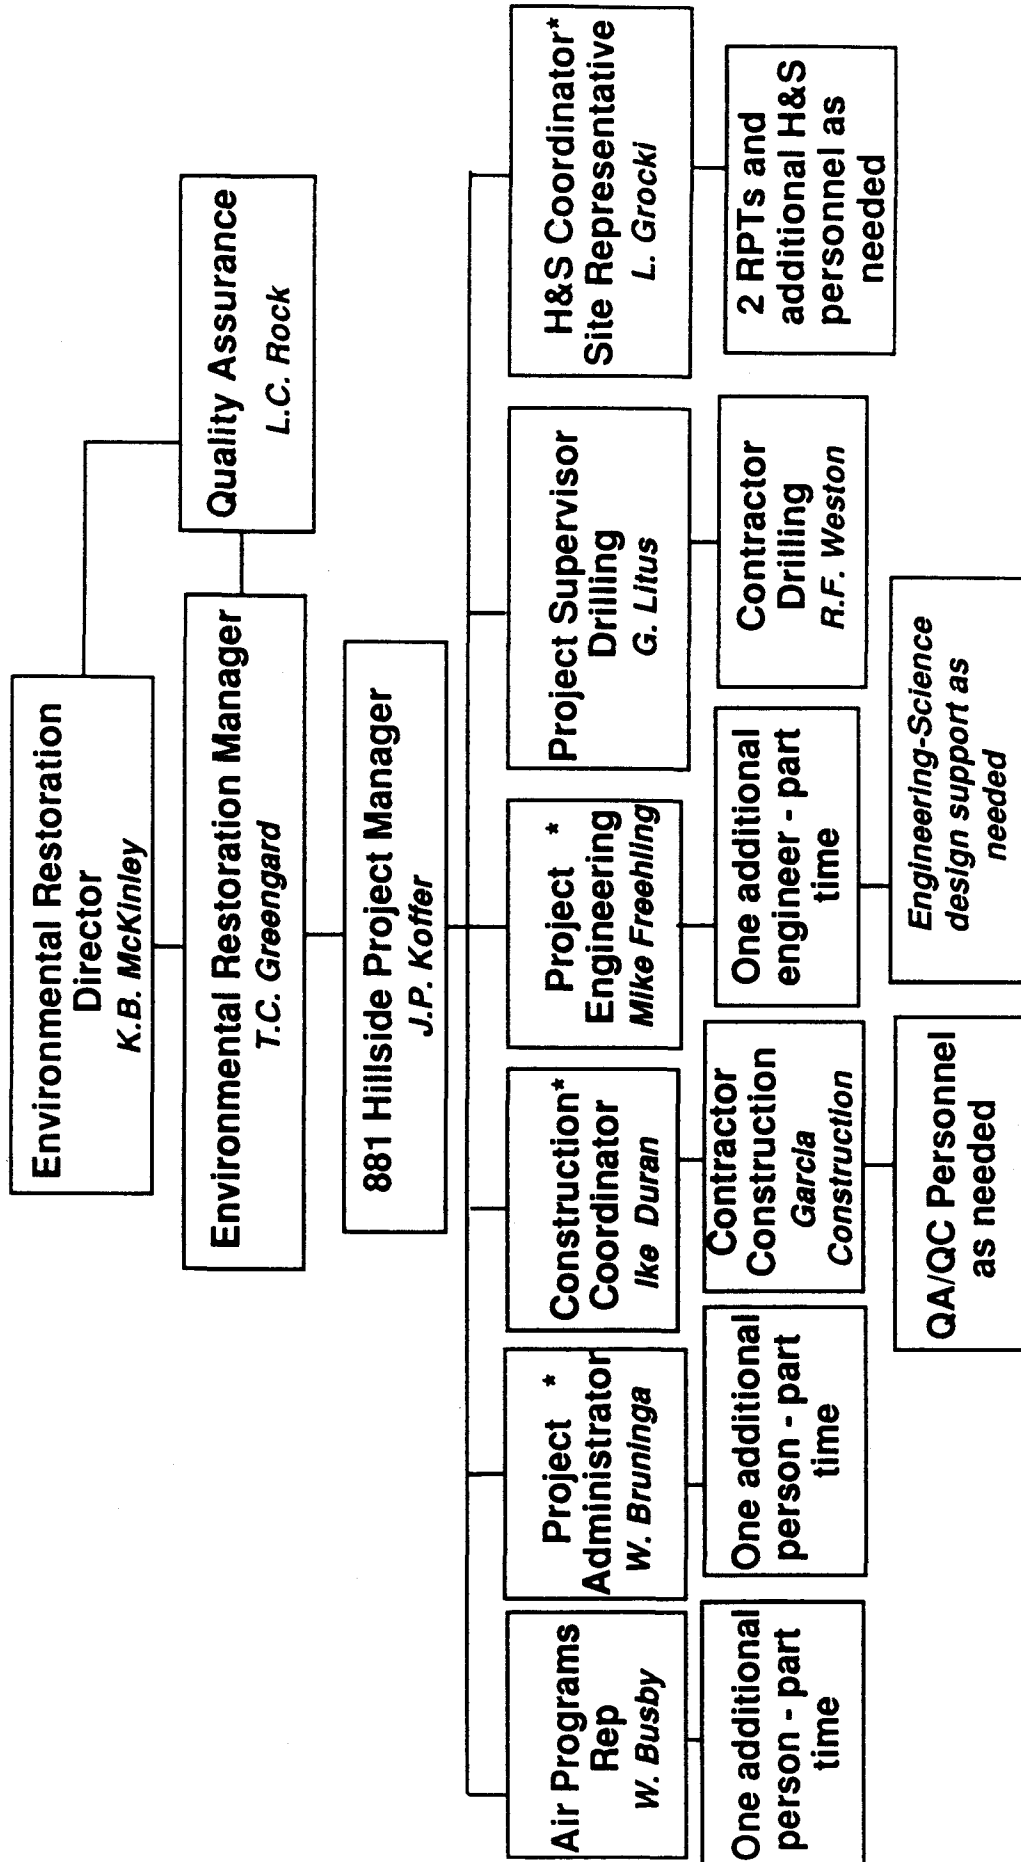 Environmental Restoration
Director
K.B. McKinley
Quality Assurance
L.C. Rock
Environmental Restoration Manager
T.C. Greengard
881 Hillside Project Manager
J.P. Koffer
Air Programs
Rep
W. Busby
One additional
person - part
time
Project *
Administrator
W. Bruninga
One additional
person - part
time
Construction*
Coordinator
Ike Duran
Contractor
Construction
Garcia
Construction
QA/QC Personnel
as needed
Project *
Engineering
Mike Freehling
One additional
engineer - part
time
Engineering-Science
design support as
needed
Project Supervisor
Drilling
G. Litus
Contractor
Drilling
R.F. Weston
H&S Coordinator*
Site Representative
L. Grocki
2 RPTs and
additional H&S
personnel as
needed